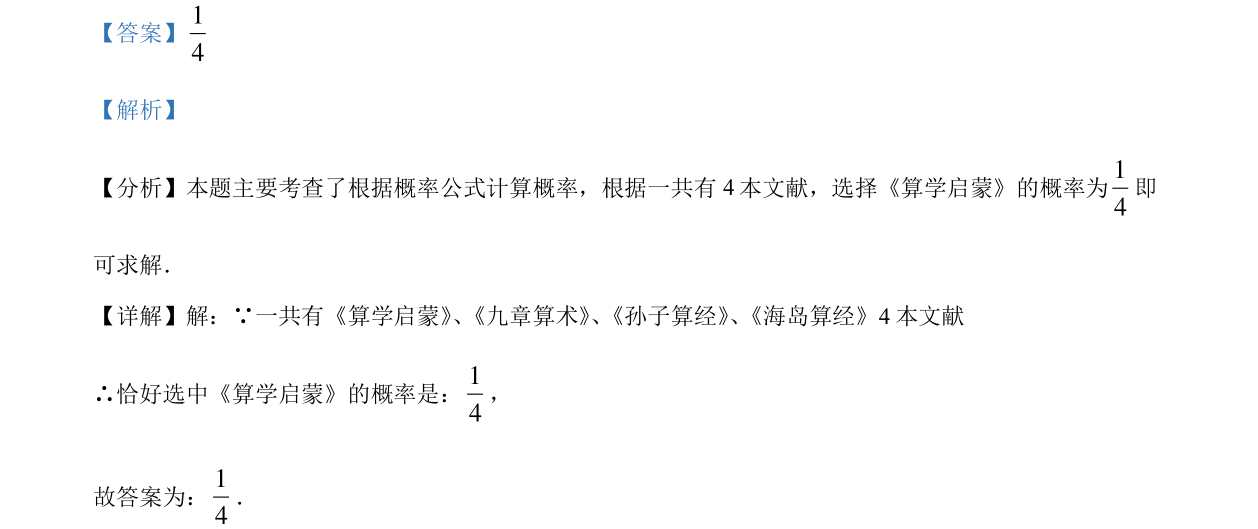 【答案】1/4
【解析】
【分析】本题主要考查了根据概率公式计算概率，根据一共有 4 本文献，选择《算学启蒙》的概率为1/4 即
可求解．
【详解】解：∵一共有《算学启蒙》、《九章算术》、《孙子算经》、《海岛算经》4 本文献
∴恰好选中《算学启蒙》的概率是：1/4，
故答案为：1/4．